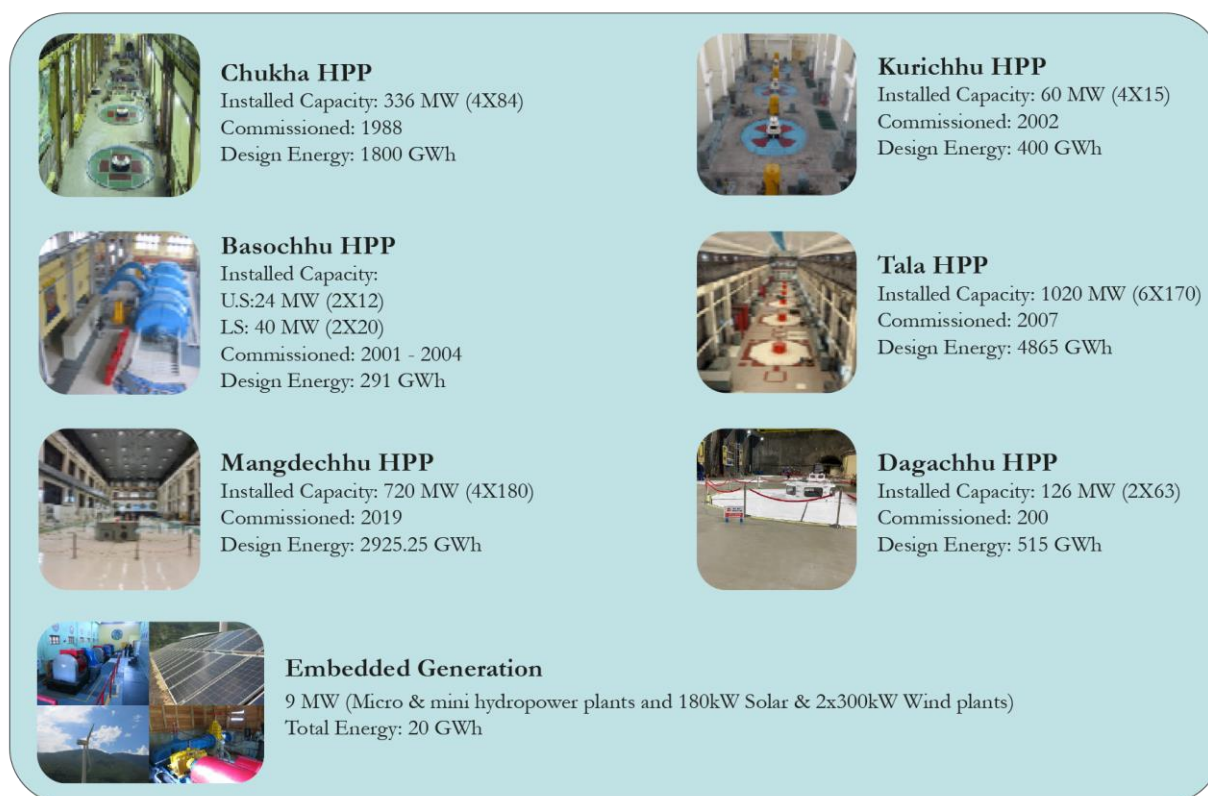 Chukha HPP
Installed Capacity: 336 MW (4X84)
Commissioned: 1988
Design Energy: 1800 GWh
Kurichhu HPP
Installed Capacity: 60 MW (4X15)
Commissioned: 2002
Design Energy: 400 GWh
Basochhu HPP
Installed Capacity:
U.S:24 MW (2X12)
LS: 40 MW (2X20)
Commissioned: 2001 - 2004
Design Energy: 291 GWh
Tala HPP
Installed Capacity: 1020 MW (6X170)
Commissioned: 2007
Design Energy: 4865 GWh
Mangdechhu HPP
Installed Capacity: 720 MW (4X180)
Commissioned: 2019
Design Energy: 2925.25 GWh
Dagachhu HPP
Installed Capacity: 126 MW (2X63)
Commissioned: 200
Design Energy: 515 GWh
Embedded Generation
9 MW (Micro & mini hydropower plants and 180kW Solar & 2x300kW Wind plants)
Total Energy: 20 GWh